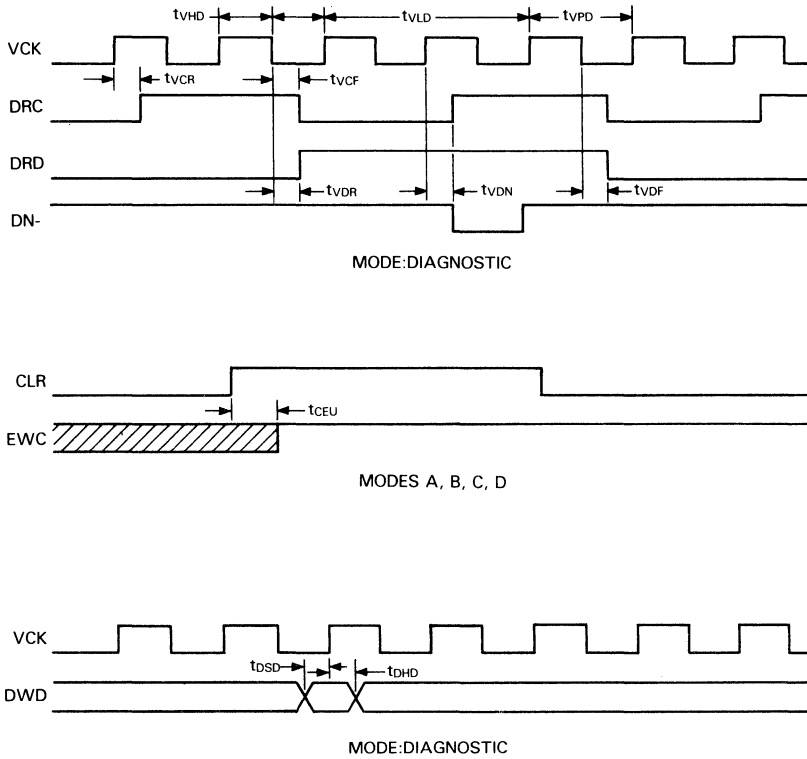 tVHD tVLD tVPD
VCK
tVCR tVCF
DRC
DRD
tVDR tVDN tVDF
DN-
MODE:DIAGNOSTIC
CLR
tCEU
EWC
MODES A, B, C, D
VCK
tDSD tDHD
DWD
MODE:DIAGNOSTIC